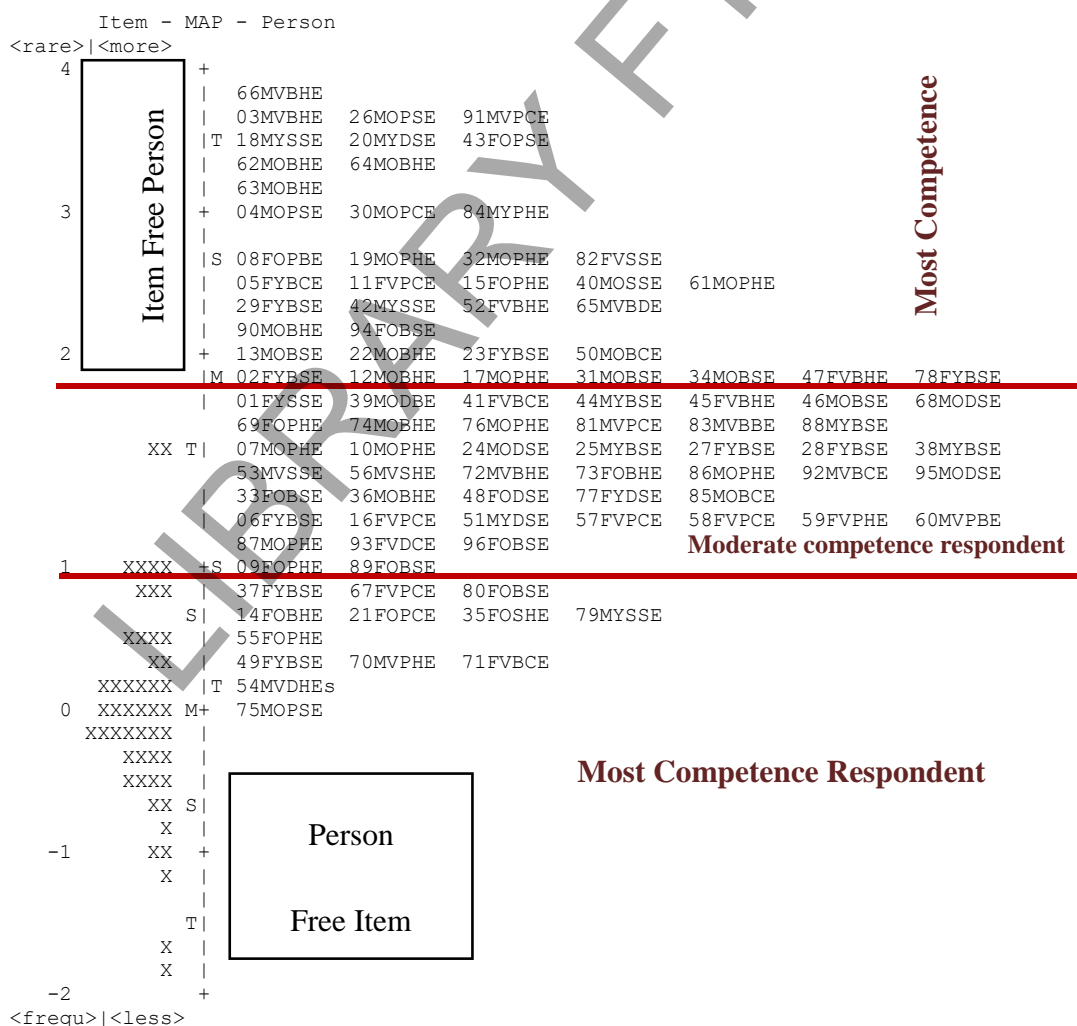 Item - MAP - Person
<rare>|<more>
4 +
| 66MVBHE
| 03MVBHE 26MOPSE 91MVPCE
|T 18MYSSE 20MYDSE 43FOPSE
| 62MOBHE 64MOBHE
| 63MOBHE
3 + 04MOPSE 30MOPCE 84MYPHE
|
|S 08FOPBE 19MOPHE 32MOPHE 82FVSSE
| 05FYBCE 11FVPCE 15FOPHE 40MOSSE 61MOPHE
| 29FYBSE 42MYSSE 52FVBHE 65MVBDE
| 90MOBHE 94FOBSE
2 + 13MOBSE 22MOBHE 23FYBSE 50MOBCE
|M 02FYBSE 12MOBHE 17MOPHE 31MOBSE 34MOBSE 47FVBHE 78FYBSE
| 01FYSSE 39MODBE 41FVBCE 44MYBSE 45FVBHE 46MOBSE 68MODSE
69FOPHE 74MOBHE 76MOPHE 81MVPCE 83MVBBE 88MYBSE
XX T| 07MOPHE 10MOPHE 24MODSE 25MYBSE 27FYBSE 28FYBSE 38MYBSE
53MVSSE 56MVSHE 72MVBHE 73FOBHE 86MOPHE 92MVBCE 95MODSE
| 33FOBSE 36MOBHE 48FODSE 77FYDSE 85MOBCE
| 06FYBSE 16FVPCE 51MYDSE 57FVPCE 58FVPCE 59FVPHE 60MVPBE
87MOPHE 93FVDCE 96FOBSE Moderate competence respondent
1 XXXX +S 09FOPHE 89FOBSE
XXX | 37FYBSE 67FVPCE 80FOBSE
S| 14FOBHE 21FOPCE 35FOSHE 79MYSSE
XXXX | 55FOPHE
XX | 49FYBSE 70MVPHE 71FVBCE
XXXXXX |T 54MVDHEs
0 XXXXXX M+ 75MOPSE
XXXXXXX |
XXXX |
XXXX |
XX S|
X |
-1 XX +
X |
|
T|
X |
X |
-2 +
<frequ>|<less>
Item Free Person
Most Competence
Most Competence Respondent
Person
Free Item
LIBRARY F